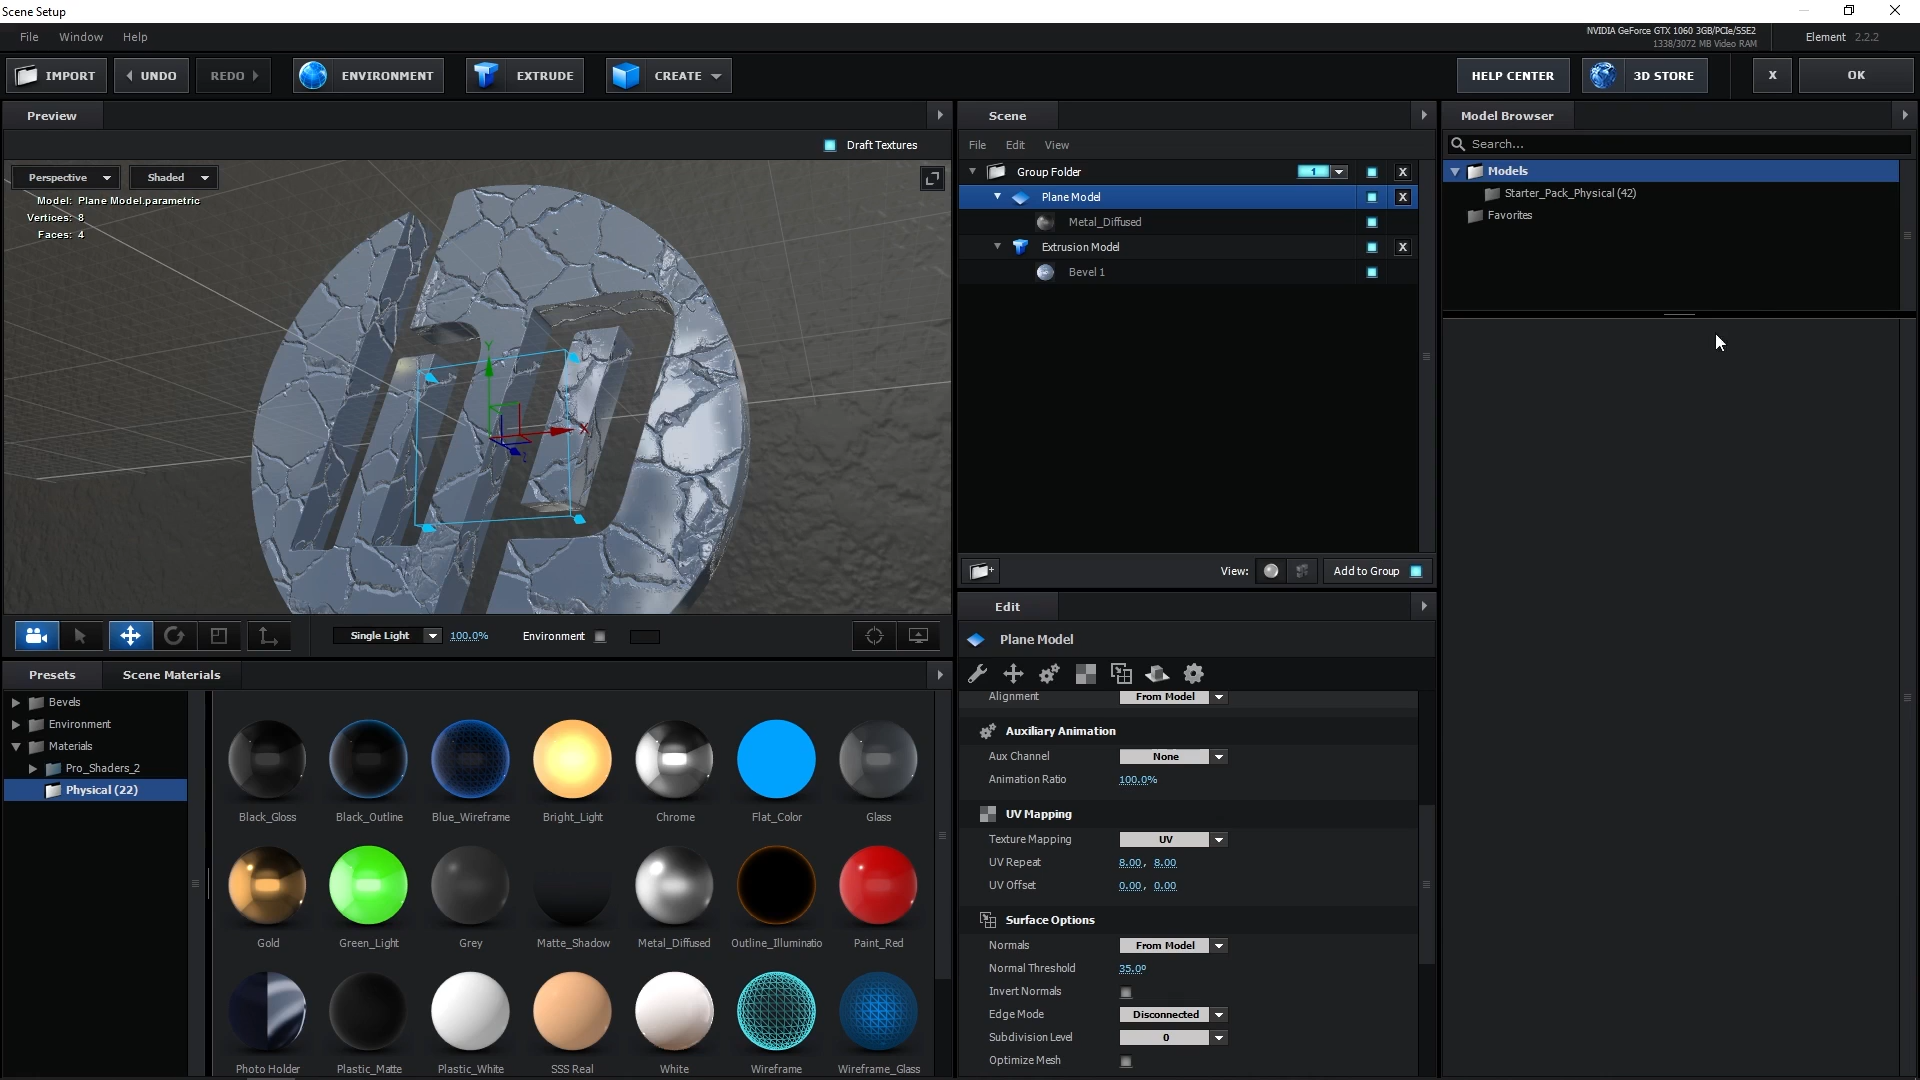 Scene Setup
File Window Help
NVIDIA GeForce GTX 1060 3GB/PCIe/SSE2
1338/3072 MB Video RAM
Element 2.2.2
IMPORT UNDO REDO ENVIRONMENT EXTRUDE CREATE HELP CENTER 3D STORE X OK
Preview
Draft Textures
Perspective Shaded
Model: Plane Model.parametric
Vertices: 8
Faces: 4
Y
X
Single Light 100.0% Environment
Presets Scene Materials
Bevels
Environment
Materials
Pro_Shaders_2
Physical (22)
Black_Gloss Black_Outline Blue_Wireframe Bright_Light Chrome Flat_Color Glass
Gold Green_Light Grey Matte_Shadow Metal_Diffused Outline_Illuminatio Paint_Red
Photo Holder Plastic_Matte Plastic_White SSS Real White Wireframe Wireframe_Glass
Scene
File Edit View
Group Folder 1 X
Plane Model X
Metal_Diffused
Extrusion Model X
Bevel 1
View: Add to Group
Edit
Plane Model
Alignment From Model
Auxiliary Animation
Aux Channel None
Animation Ratio 100.0%
UV Mapping
Texture Mapping UV
UV Repeat 8.00, 8.00
UV Offset 0.00, 0.00
Surface Options
Normals From Model
Normal Threshold 35.0º
Invert Normals
Edge Mode Disconnected
Subdivision Level 0
Optimize Mesh
Model Browser
Search...
Models
Starter_Pack_Physical (42)
Favorites